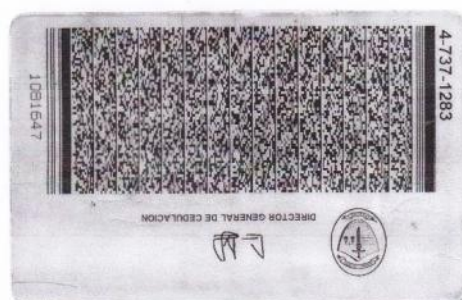 4-737-1283
1081647
DIRECTOR GENERAL DE CEDULACION